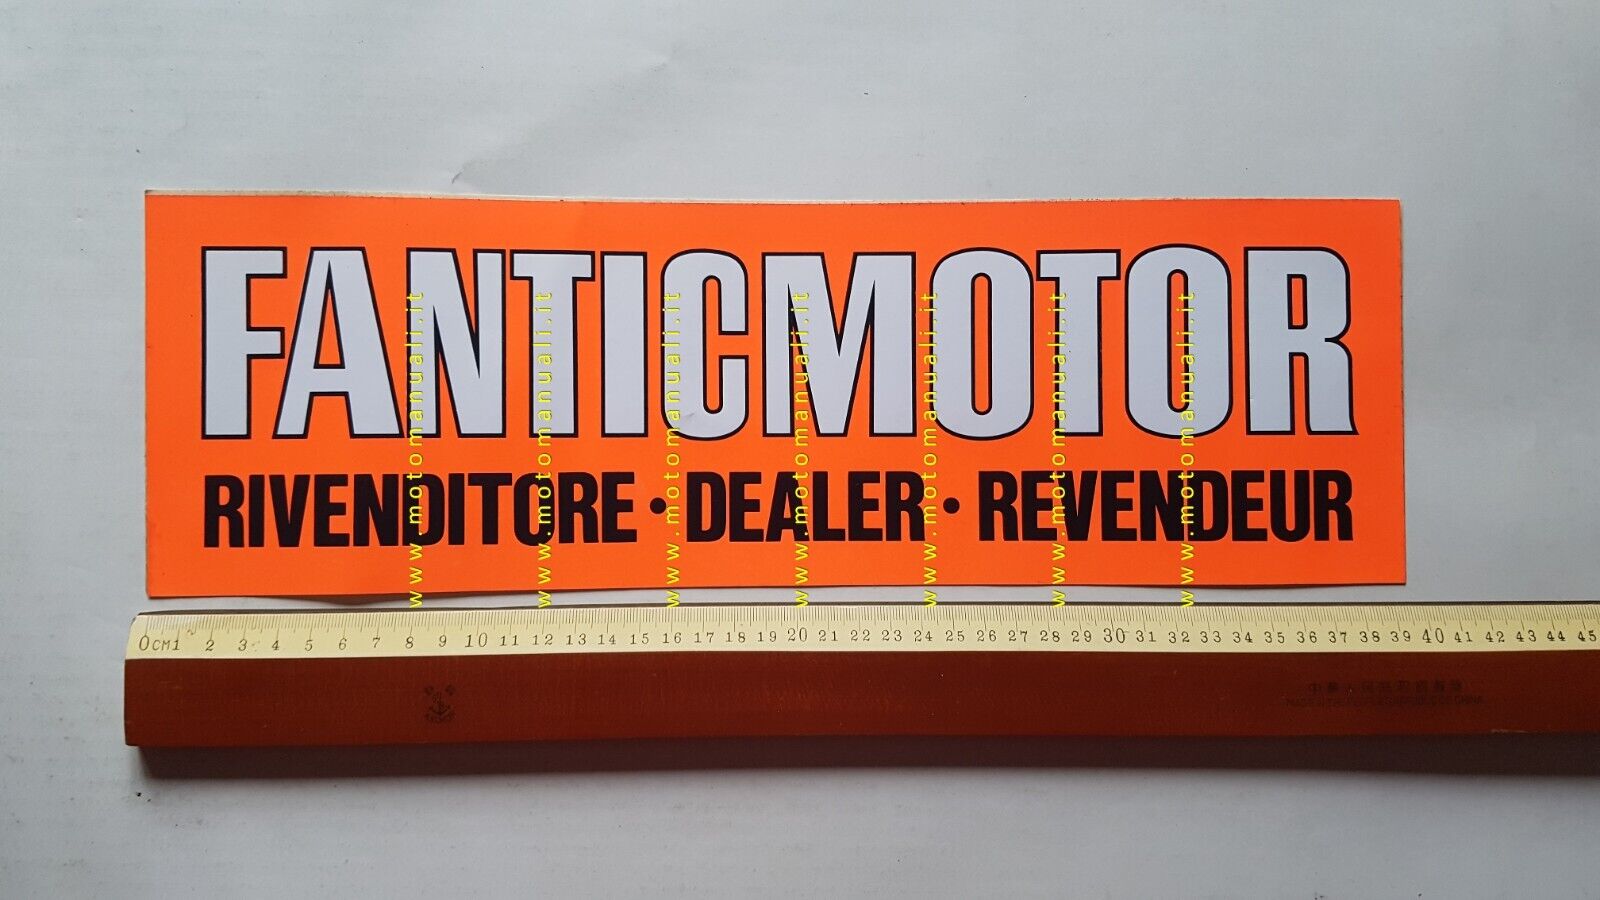 FANTICMOTOR
RIVENDITORE • DEALER • REVENDEUR
www.motomanuali.it
www.motomanuali.it
www.motomanuali.it
www.motomanuali.it
www.motomanuali.it
www.motomanuali.it
www.motomanuali.it
0CM1 2 3 4 5 6 7 8 9 10 11 12 13 14 15 16 17 18 19 20 21 22 23 24 25 26 27 28 29 30 31 32 33 34 35 36 37 38 39 40 41 42 43 44 45